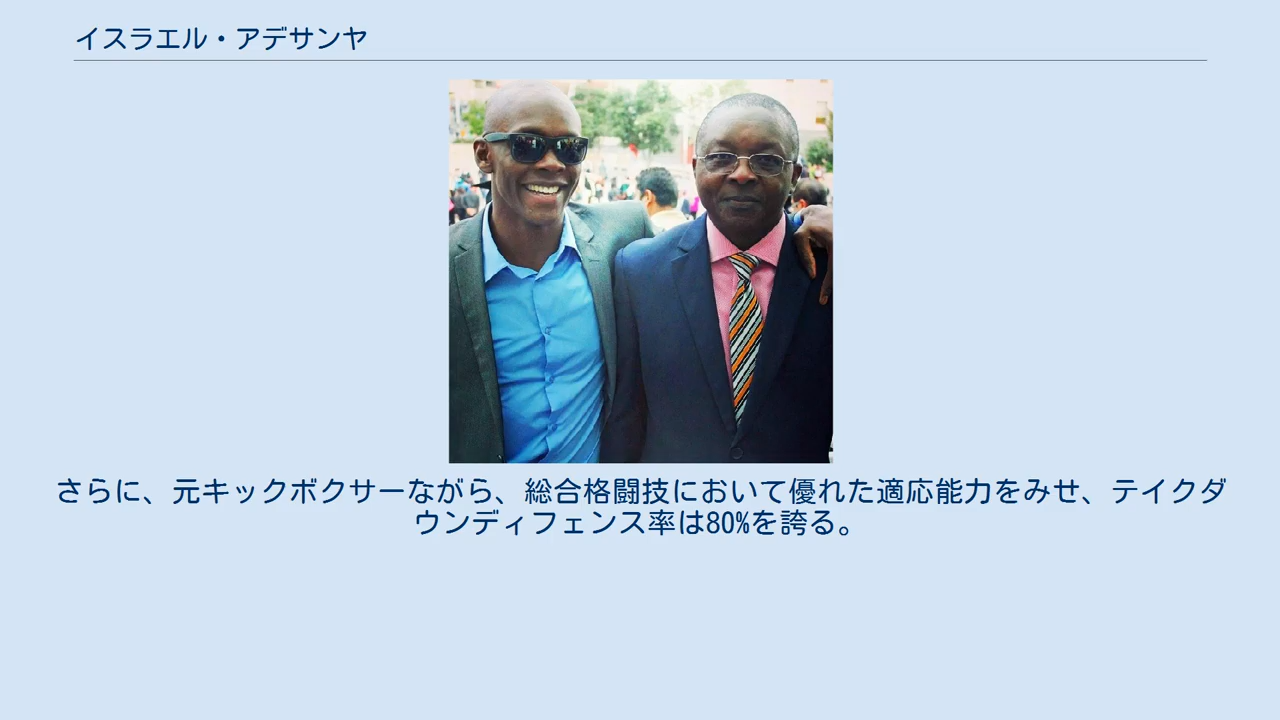 イスラエル・アデサンヤ
さらに、元キックボクサーながら、総合格闘技において優れた適応能力をみせ、テイクダ
ウンディフェンス率は80%を誇る。